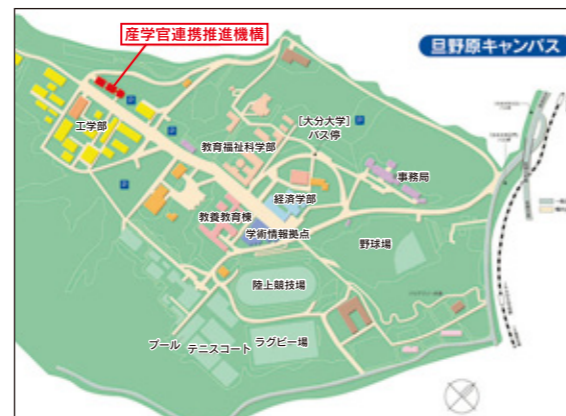 産学官連携推進機構
旦野原キャンパス
工学部
教育福祉科学部
［大分大学］
バス停
事務局
経済学部
教養教育棟
学術情報拠点
野球場
陸上競技場
プール
テニスコート
ラグビー場
P
P
P
P